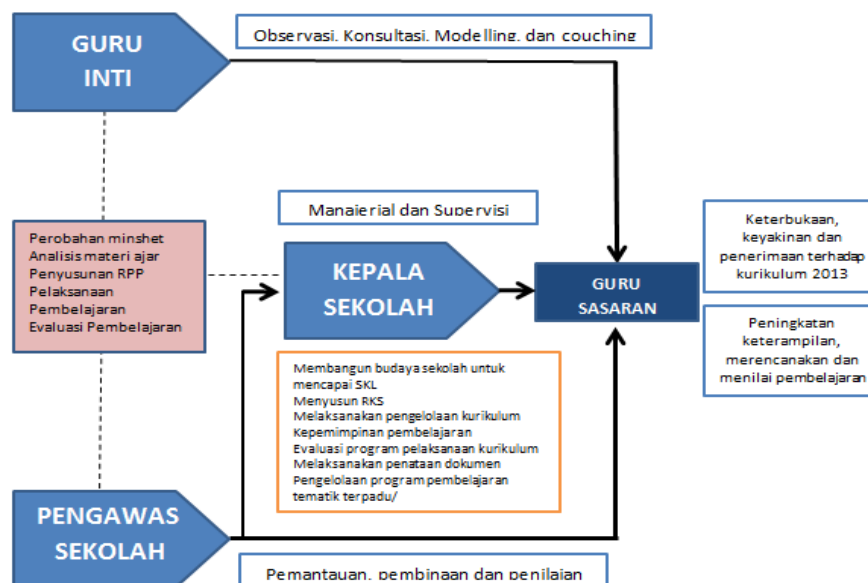 GURU
INTI
Observasi, Konsultasi, Modelling, dan couching
Perobahan minshet
Analisis materi ajar
Penyusunan RPP
Pelaksanaan
Pembelajaran
Evaluasi Pembelajaran
Manajerial dan Supervisi
KEPALA
SEKOLAH
GURU
SASARAN
Keterbukaan,
keyakinan dan
penerimaan terhadap
kurikulum 2013
Peningkatan
keterampilan,
merencanakan dan
menilai pembelajaran
Membangun budaya sekolah untuk
mencapai SKL
Menyusun RKS
Melaksanakan pengelolaan kurikulum
Kepemimpinan pembelajaran
Evaluasi program pelaksanaan kurikulum
Melaksanakan penataan dokumen
Pengelolaan program pembelajaran
tematik terpadu/
PENGAWAS
SEKOLAH
Pemantauan, pembinaan dan penilaian